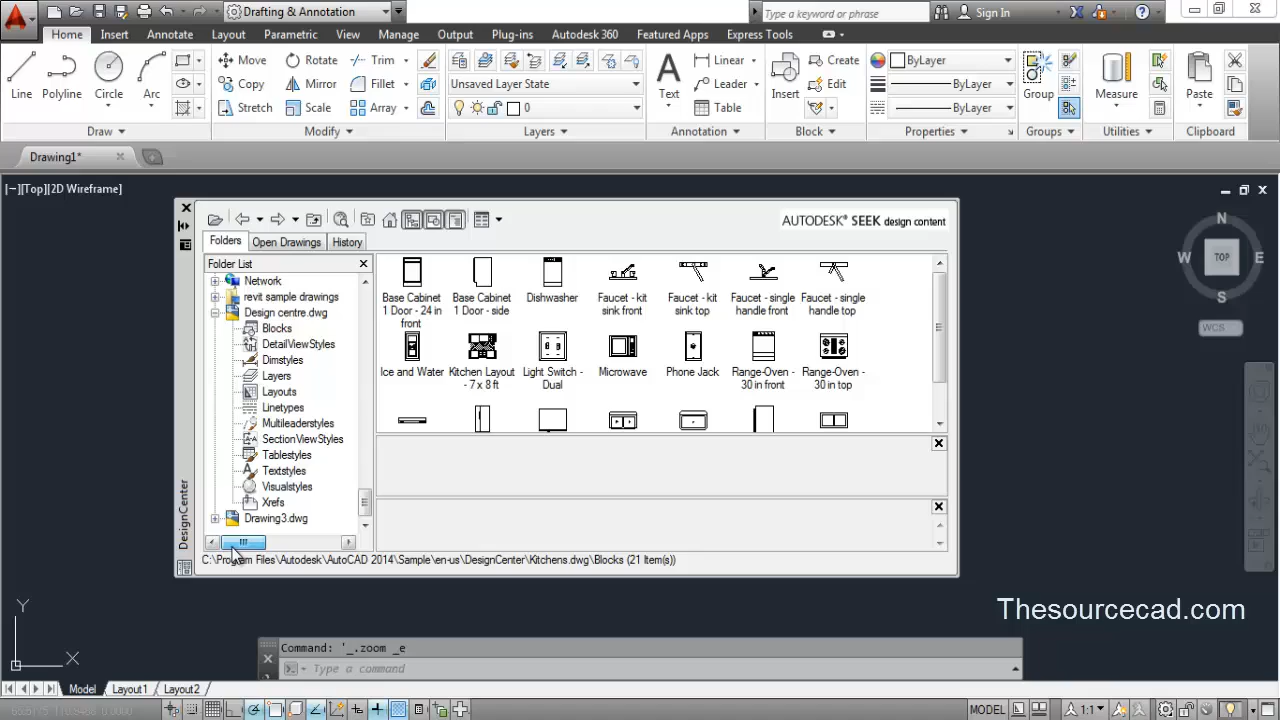 Drafting & Annotation
Type a keyword or phrase
Sign In
Home Insert Annotate Layout Parametric View Manage Output Plug-ins Autodesk 360 Featured Apps Express Tools
Line
Polyline
Circle
Arc
Move
Rotate
Trim
Copy
Mirror
Fillet
Stretch
Scale
Array
Unsaved Layer State
0
Text
Linear
Leader
Table
Insert
Create
Edit
ByLayer
ByLayer
ByLayer
Group
Measure
Paste
Draw
Modify
Layers
Annotation
Block
Properties
Groups
Utilities
Clipboard
Drawing1*
[−][Top][2D Wireframe]
N
W TOP E
S
WCS
AUTODESK® SEEK design content
Folders Open Drawings History
Folder List
Network
revit sample drawings
Design centre.dwg
Blocks
DetailViewStyles
Dimstyles
Layers
Layouts
Linetypes
Multileaderstyles
SectionViewStyles
Tablestyles
Textstyles
Visualstyles
Xrefs
Drawing3.dwg
Base Cabinet
1 Door - 24 in
front
Base Cabinet
1 Door - side
Dishwasher
Faucet - kit
sink front
Faucet - kit
sink top
Faucet - single
handle front
Faucet - single
handle top
Ice and Water
Kitchen Layout
- 7 x 8 ft
Light Switch -
Dual
Microwave
Phone Jack
Range-Oven -
30 in front
Range-Oven -
30 in top
DesignCenter
C:\Program Files\Autodesk\AutoCAD 2014\Sample\en-us\DesignCenter\Kitchens.dwg\Blocks (21 Item(s))
Thesourcecad.com
Y
X
Command: '_.zoom _e
Type a command
Model Layout1 Layout2
MODEL
1:1